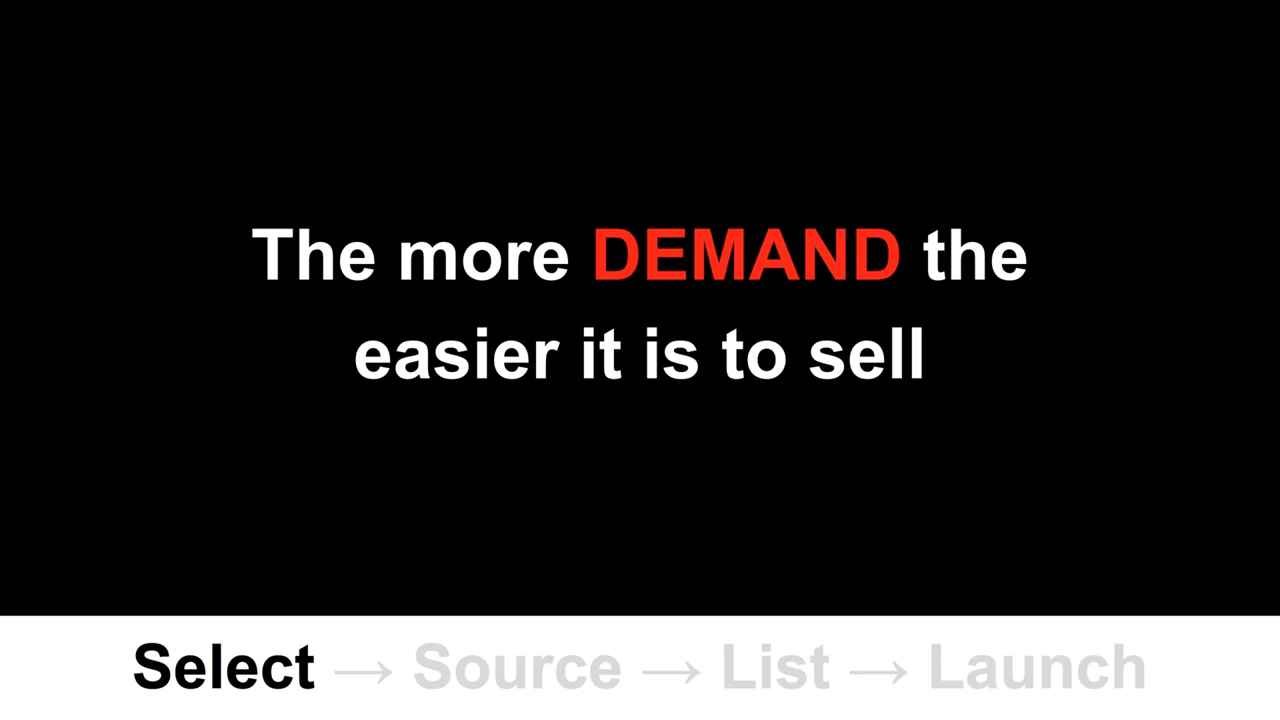 The more DEMAND the
easier it is to sell
Select → Source → List → Launch